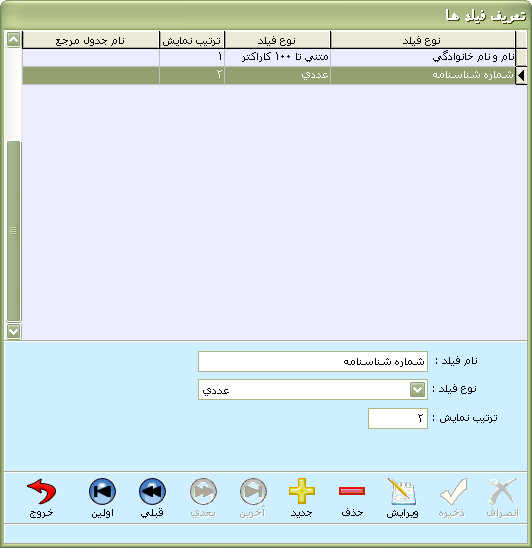 تعريف فيلد ها
نوع فيلد نوع فيلد ترتيب نمايش نام جدول مرجع
نام و نام خانوادگي متني تا ۱۰۰ کاراکتر ۱
شماره شناسنامه عددي ۲
نام فيلد : شماره شناسنامه
نوع فيلد : عددي
ترتيب نمايش : ۲
انصراف ذخيره ويرايش حذف جديد آخرين بعدي قبلي اولين خروج